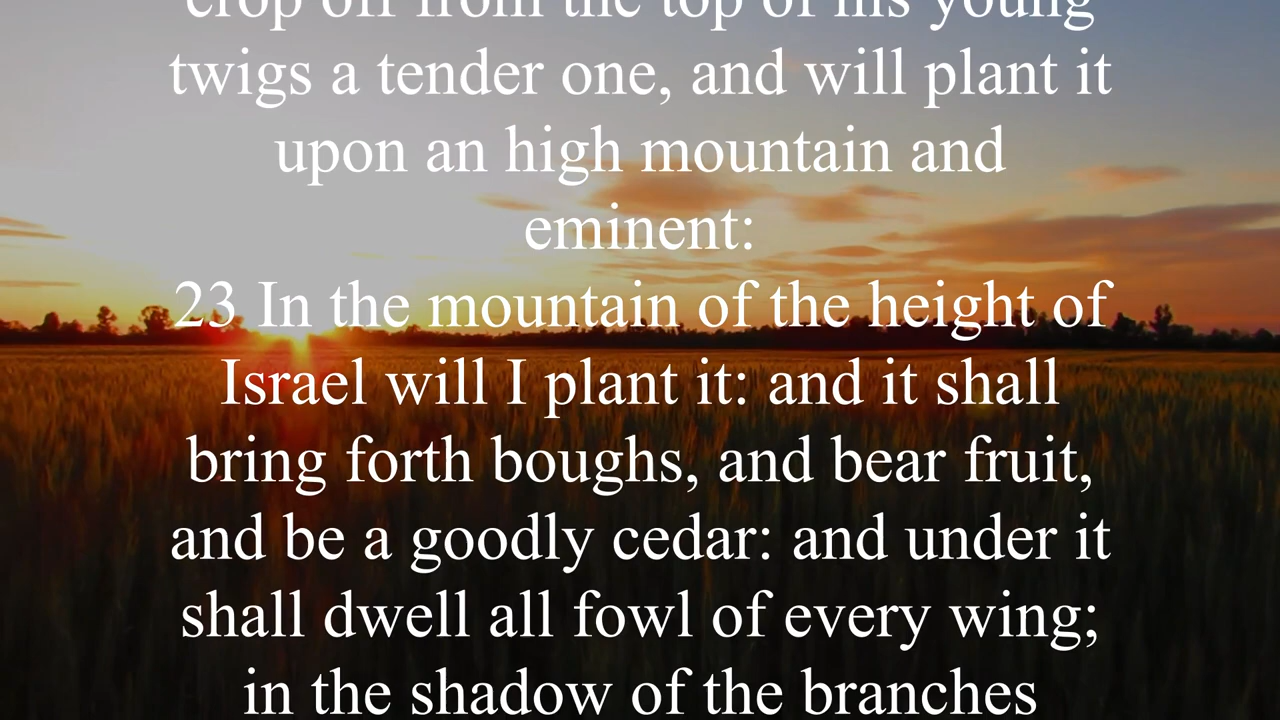 crop off from the top of his young
twigs a tender one, and will plant it
upon an high mountain and
eminent:
23 In the mountain of the height of
Israel will I plant it: and it shall
bring forth boughs, and bear fruit,
and be a goodly cedar: and under it
shall dwell all fowl of every wing;
in the shadow of the branches